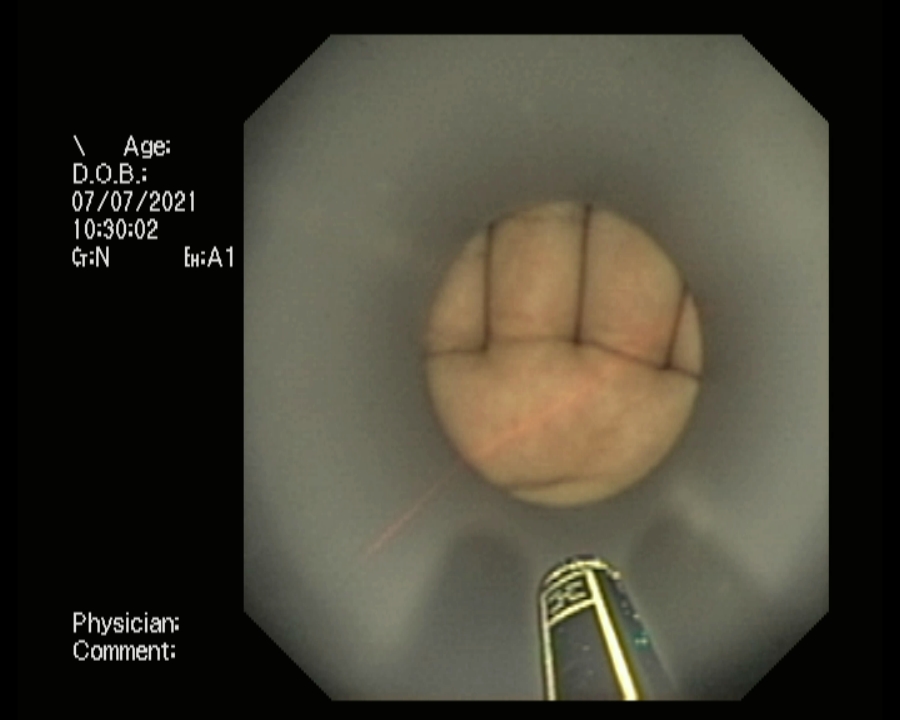 \ Age:
D.O.B.:
07/07/2021
10:30:02
Cr:N EH:A1
Physician:
Comment: